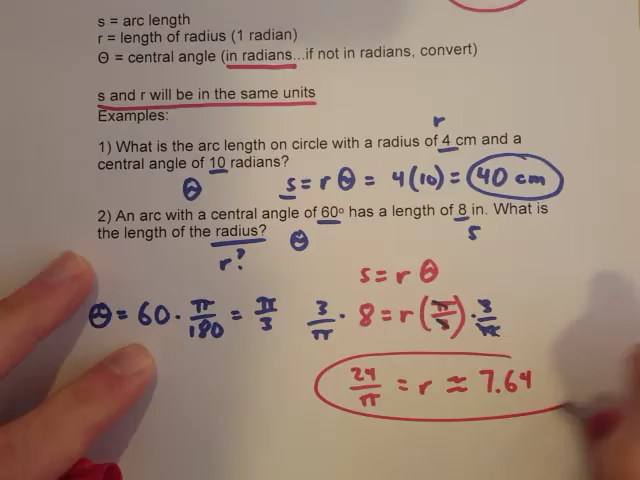 s = arc length
r = length of radius (1 radian)
Θ = central angle (in radians...if not in radians, convert)
s and r will be in the same units
Examples:
r
1) What is the arc length on circle with a radius of 4 cm and a
central angle of 10 radians?
Θ s = r Θ = 4(10) = 40 cm
2) An arc with a central angle of 60° has a length of 8 in. What is
the length of the radius? Θ s
r?
s = r Θ
Θ = 60 · π/180 = π/3 3/π · 8 = r (π/3) · 3/π
24/π = r ≈ 7.64